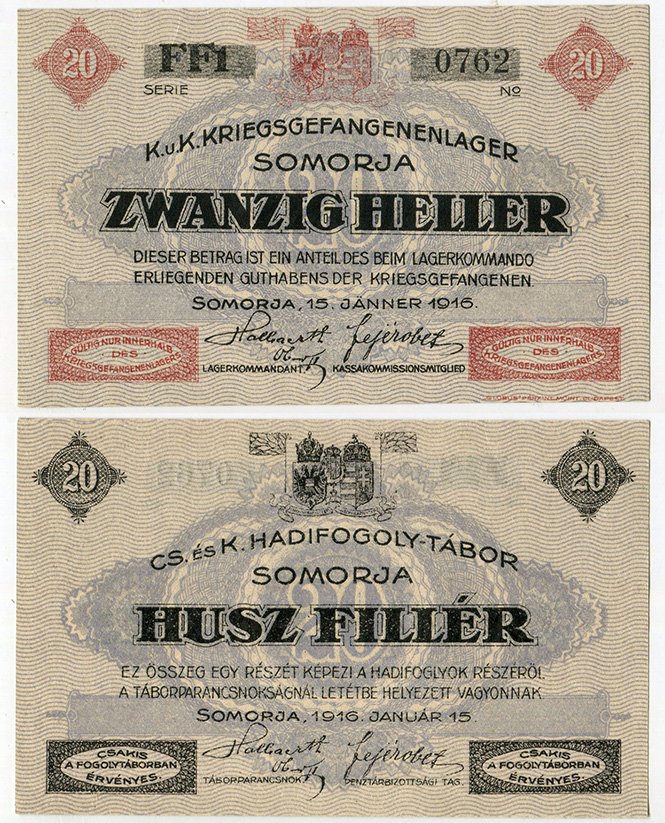 20 FF1 0762 20
SERIE No
K.u.K. KRIEGSGEFANGENENLAGER
SOMORJA
ZWANZIG HELLER
DIESER BETRAG IST EIN ANTEIL DES BEIM LAGERKOMMANDO
ERLIEGENDEN GUTHABENS DER KRIEGSGEFANGENEN.
SOMORJA, 15. JÄNNER 1916.
GÜLTIG NUR INNERHALB
DES
KRIEGSGEFANGENENLAGERS
GÜLTIG NUR INNERHALB
DES
KRIEGSGEFANGENENLAGERS
LAGERKOMMANDANT. KASSAKOMMISSIONSMITGLIED
20 20
CS. ÉS K. HADIFOGOLY-TÁBOR
SOMORJA
HUSZ FILLÉR
EZ ÖSSZEG EGY RÉSZÉT KÉPEZI A HADIFOGLYOK RÉSZÉRŐL
A TÁBORPARANCSNOKSÁGNÁL LETÉTBE HELYEZETT VAGYONNAK
SOMORJA, 1916. JANUÁR 15.
CSAKIS
A FOGOLYTÁBORBAN
ÉRVÉNYES.
CSAKIS
A FOGOLYTÁBORBAN
ÉRVÉNYES.
TÁBORPARANCSNOK. PÉNZTÁRBIZOTTSÁGI TAG.